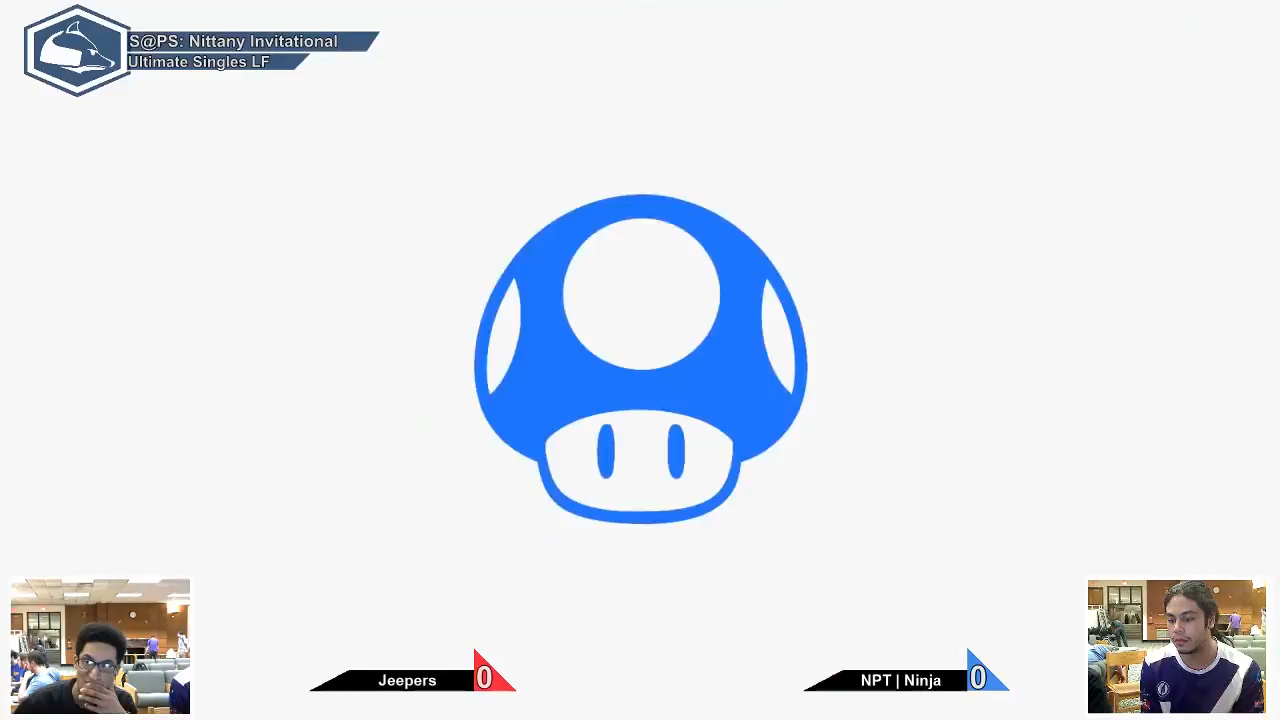 S@PS: Nittany Invitational
Ultimate Singles LF
Jeepers 0
NPT | Ninja 0